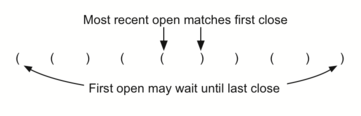 Most recent open matches first close
( ( ) ( ( ) ) ( ) )
First open may wait until last close